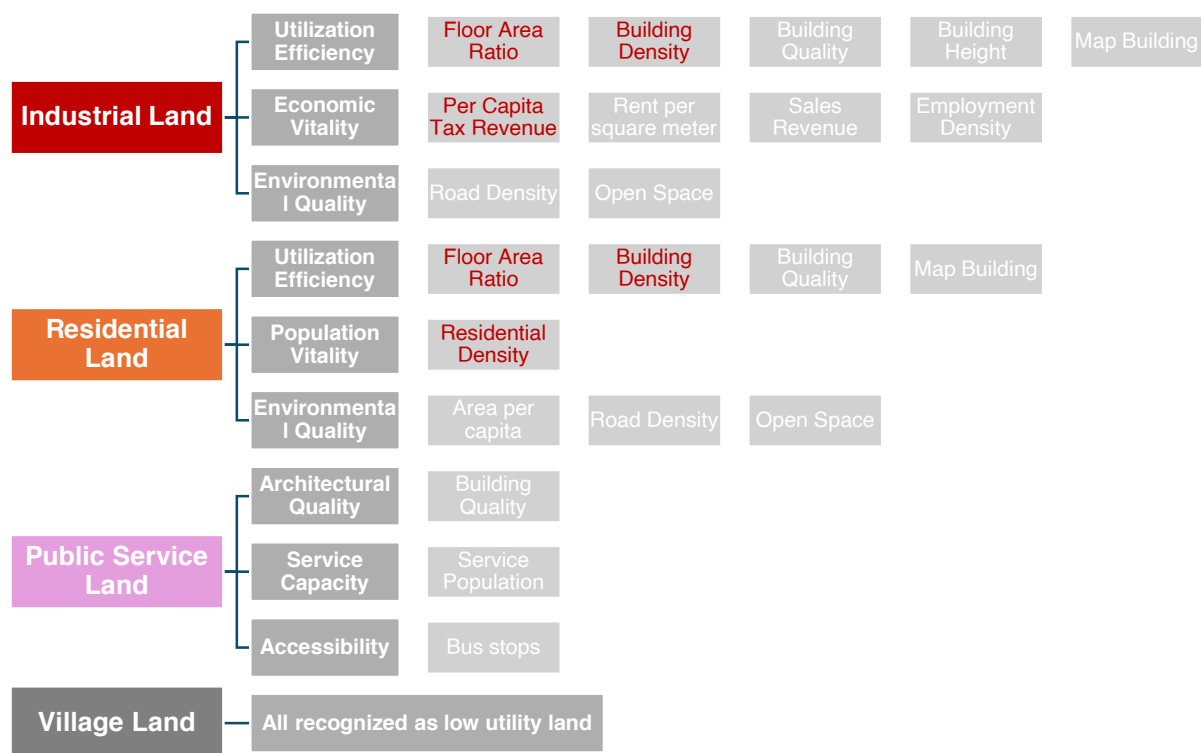 Industrial Land
Utilization
Efficiency
Floor Area
Ratio
Building
Density
Building
Quality
Building
Height
Map Building
Economic
Vitality
Per Capita
Tax Revenue
Rent per
square meter
Sales
Revenue
Employment
Density
Environmenta
l Quality
Road Density
Open Space
Residential
Land
Utilization
Efficiency
Floor Area
Ratio
Building
Density
Building
Quality
Map Building
Population
Vitality
Residential
Density
Environmenta
l Quality
Area per
capita
Road Density
Open Space
Public Service
Land
Architectural
Quality
Building
Quality
Service
Capacity
Service
Population
Accessibility
Bus stops
Village Land
All recognized as low utility land